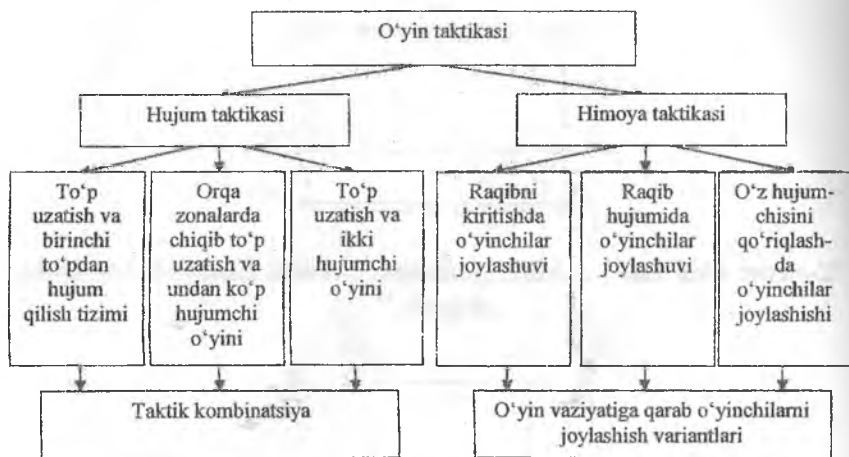 O‘yin taktikasi
Hujum taktikasi
Himoya taktikasi
To‘p
uzatish va
birinchi
to‘pdan
hujum
qilish tizimi
Orqa
zonalarda
chiqib to‘p
uzatish va
undan ko‘p
hujumchi
o‘yini
To‘p
uzatish va
ikki
hujumchi
o‘yini
Raqibni
kiritishda
o‘yinchilar
joylashuvi
Raqib
hujumida
o‘yinchilar
joylashuvi
O‘z hujum-
chisini
qo‘riqlash-
da
o‘yinchilar
joylashishi
Taktik kombinatsiya
O‘yin vaziyatiga qarab o‘yinchilarni
joylashish variantlari